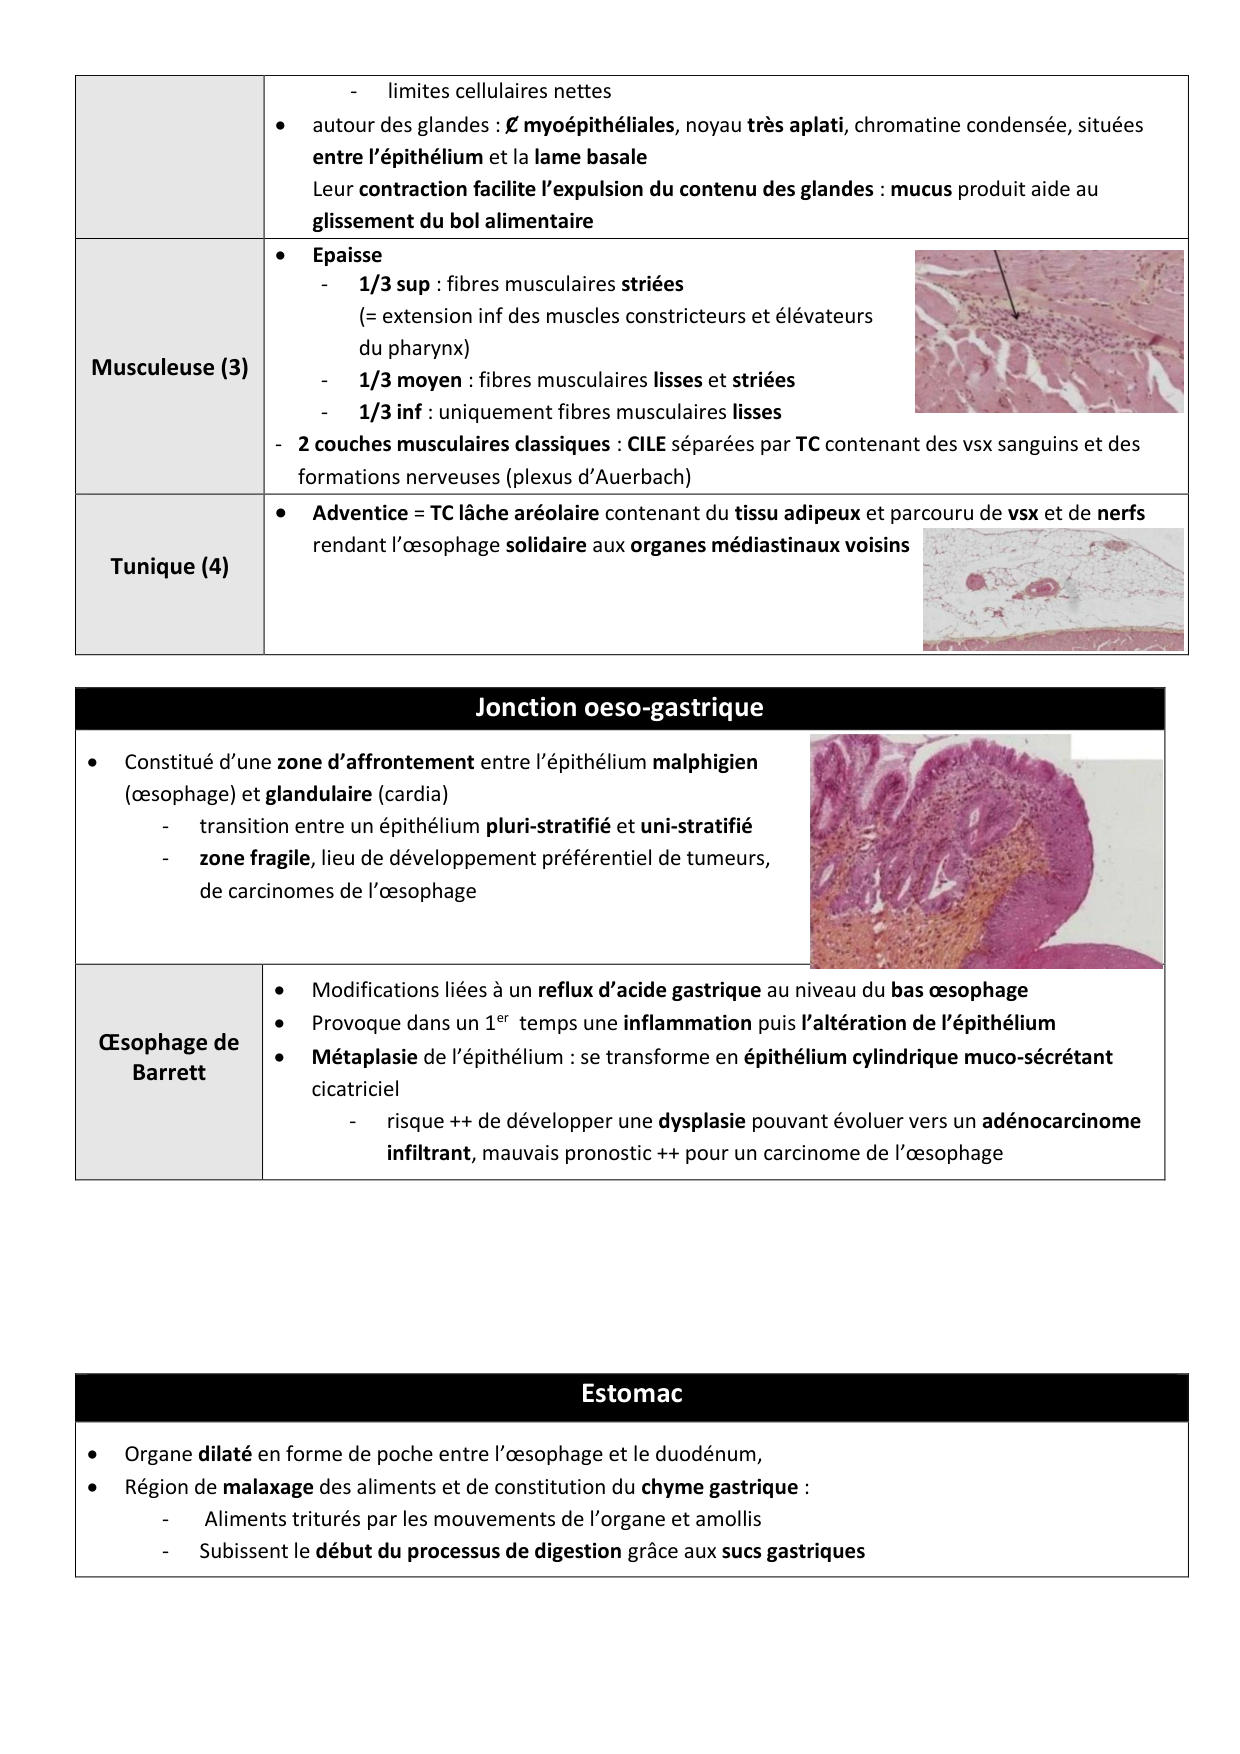 - limites cellulaires nettes
• autour des glandes : Ȼ myoépithéliales, noyau très aplati, chromatine condensée, situées
entre l’épithélium et la lame basale
Leur contraction facilite l’expulsion du contenu des glandes : mucus produit aide au
glissement du bol alimentaire
Musculeuse (3)
• Epaisse
- 1/3 sup : fibres musculaires striées
(= extension inf des muscles constricteurs et élévateurs
du pharynx)
- 1/3 moyen : fibres musculaires lisses et striées
- 1/3 inf : uniquement fibres musculaires lisses
- 2 couches musculaires classiques : CILE séparées par TC contenant des vsx sanguins et des
formations nerveuses (plexus d’Auerbach)
Tunique (4)
• Adventice = TC lâche aréolaire contenant du tissu adipeux et parcouru de vsx et de nerfs
rendant l’œsophage solidaire aux organes médiastinaux voisins
Jonction oeso-gastrique
• Constitué d’une zone d’affrontement entre l’épithélium malphigien
(œsophage) et glandulaire (cardia)
- transition entre un épithélium pluri-stratifié et uni-stratifié
- zone fragile, lieu de développement préférentiel de tumeurs,
de carcinomes de l’œsophage
Œsophage de
Barrett
• Modifications liées à un reflux d’acide gastrique au niveau du bas œsophage
• Provoque dans un 1er temps une inflammation puis l’altération de l’épithélium
• Métaplasie de l’épithélium : se transforme en épithélium cylindrique muco-sécrétant
cicatriciel
- risque ++ de développer une dysplasie pouvant évoluer vers un adénocarcinome
infiltrant, mauvais pronostic ++ pour un carcinome de l’œsophage
Estomac
• Organe dilaté en forme de poche entre l’œsophage et le duodénum,
• Région de malaxage des aliments et de constitution du chyme gastrique :
- Aliments triturés par les mouvements de l’organe et amollis
- Subissent le début du processus de digestion grâce aux sucs gastriques